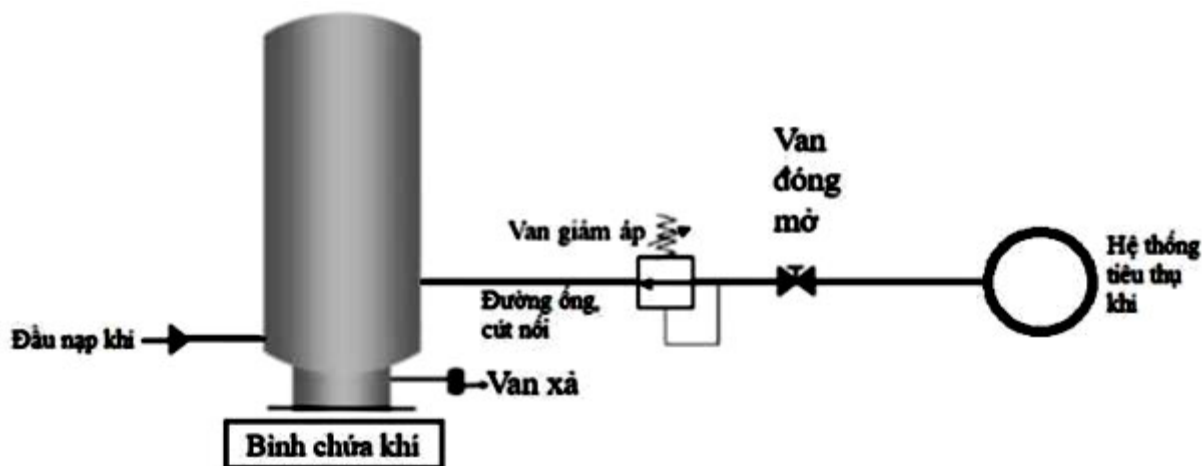 Van
đóng
mở
Van giảm áp
Hệ thống
tiêu thụ
khí
Đường ống,
cút nối
Đầu nạp khí
Van xả
Bình chứa khí